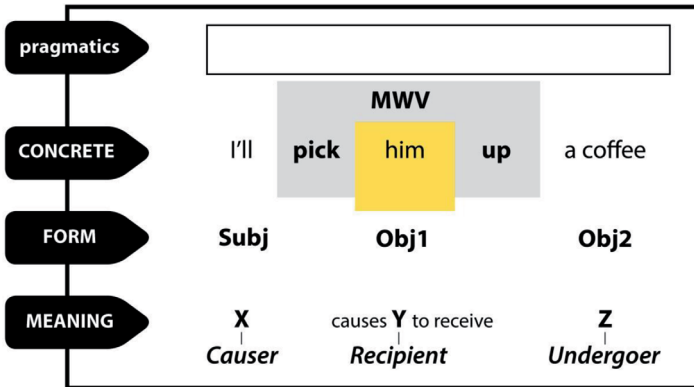 pragmatics
MWV
CONCRETE I'll pick him up a coffee
FORM Subj Obj1 Obj2
MEANING X causes Y to receive Z
Causer Recipient Undergoer